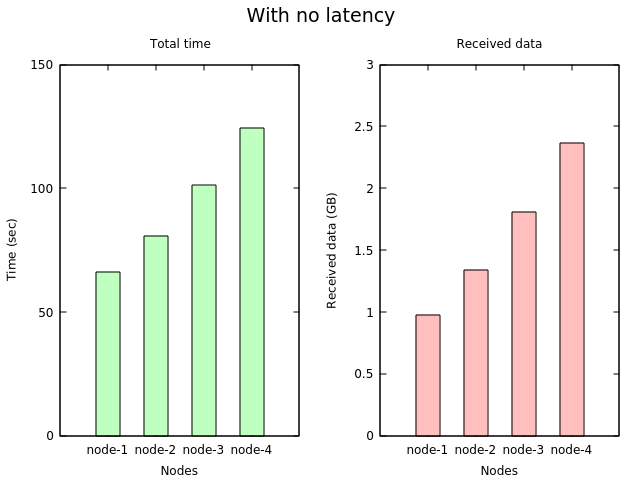 With no latency
Total time
Received data
150
100
50
0
Time (sec)
node-1 node-2 node-3 node-4
Nodes
3
2.5
2
1.5
1
0.5
0
Received data (GB)
node-1 node-2 node-3 node-4
Nodes